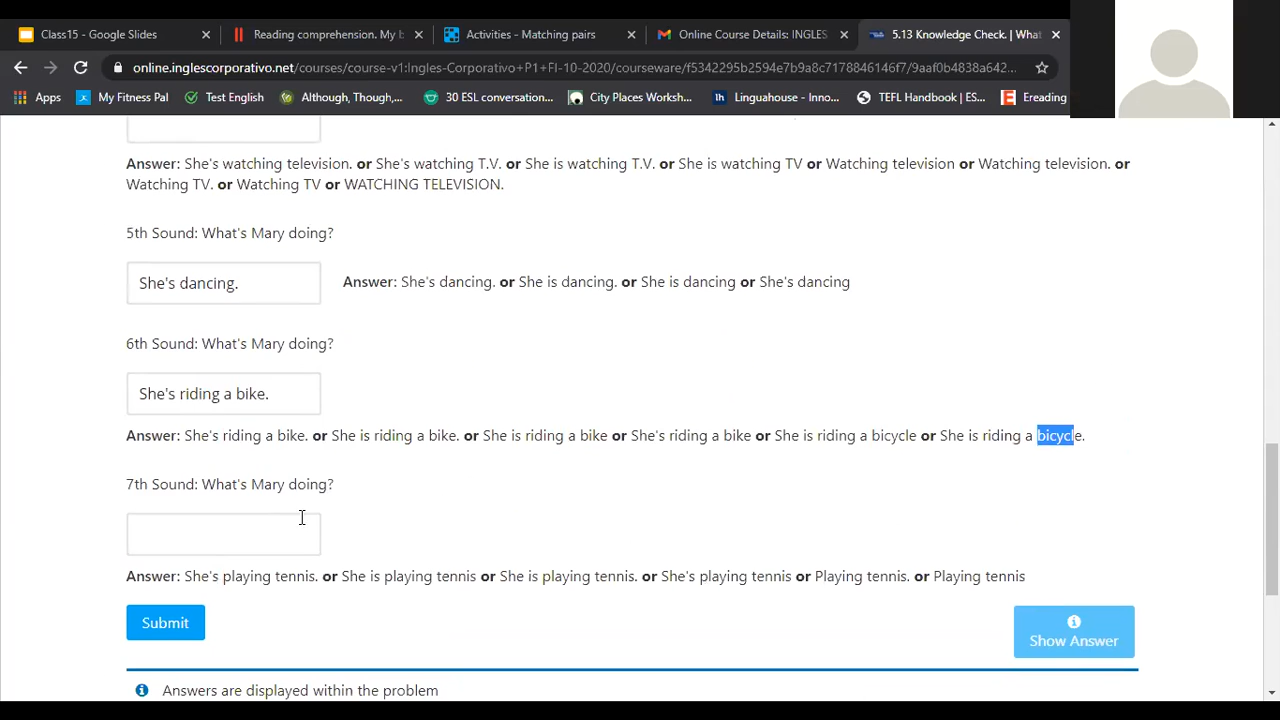 Class15 - Google Slides
Reading comprehension. My b
Activities - Matching pairs
Online Course Details: INGLES
5.13 Knowledge Check. | What
online.inglescorporativo.net/courses/course-v1:Ingles-Corporativo+P1+FI-10-2020/courseware/f5342295b2594e7b9a8c7178846146f7/9aaf0b4838a642...
Apps
My Fitness Pal
Test English
Although, Though,...
30 ESL conversation...
City Places Worksh...
lh Linguahouse - Inno...
TEFL Handbook | ES...
E Ereading
Answer: She's watching television. or She's watching T.V. or She is watching T.V. or She is watching TV or Watching television or Watching television. or
Watching TV. or Watching TV or WATCHING TELEVISION.
5th Sound: What's Mary doing?
She's dancing.
Answer: She's dancing. or She is dancing. or She is dancing or She's dancing
6th Sound: What's Mary doing?
She's riding a bike.
Answer: She's riding a bike. or She is riding a bike. or She is riding a bike or She's riding a bike or She is riding a bicycle or She is riding a bicycle.
7th Sound: What's Mary doing?
Answer: She's playing tennis. or She is playing tennis or She is playing tennis. or She's playing tennis or Playing tennis. or Playing tennis
Submit
Show Answer
Answers are displayed within the problem